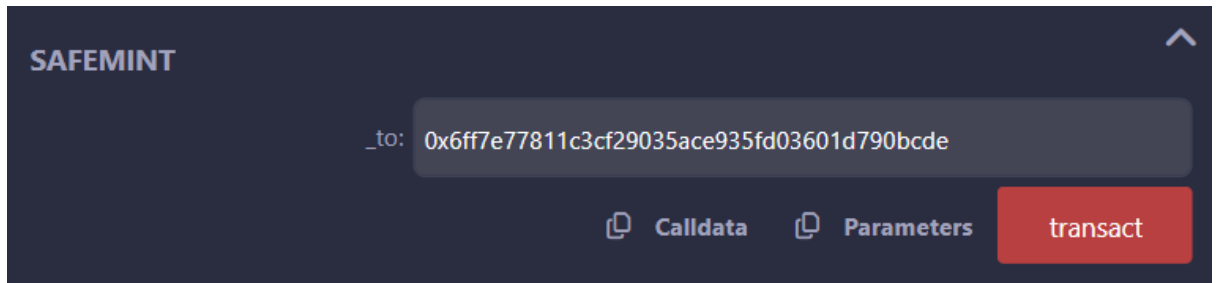 SAFEMINT
_to: 0x6ff7e77811c3cf29035ace935fd03601d790bcde
Calldata Parameters transact